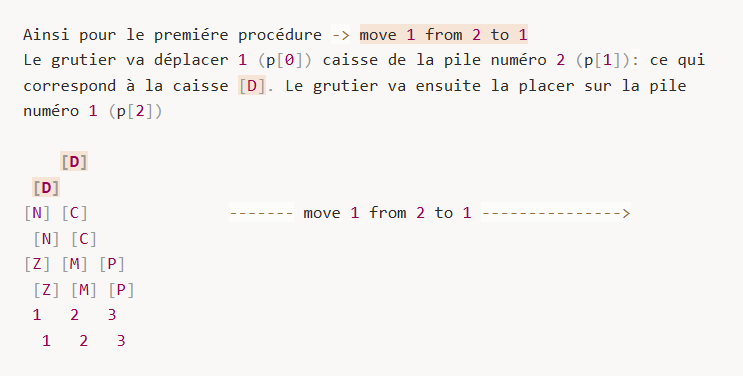 Ainsi pour le premiére procédure -> move 1 from 2 to 1
Le grutier va déplacer 1 (p[0]) caisse de la pile numéro 2 (p[1]): ce qui
correspond à la caisse [D]. Le grutier va ensuite la placer sur la pile
numéro 1 (p[2])
[D]
[D]
[N] [C] ------- move 1 from 2 to 1 --------------->
[N] [C]
[Z] [M] [P]
[Z] [M] [P]
1 2 3
1 2 3